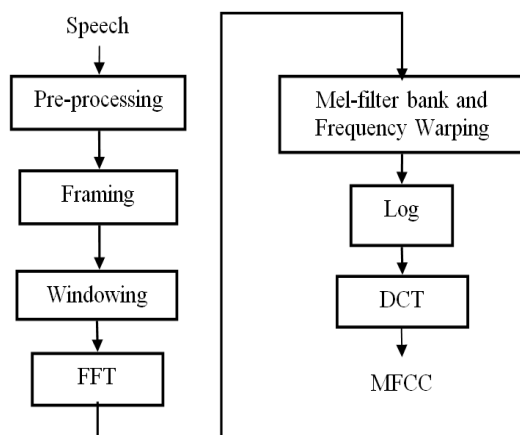 Speech
Pre-processing
Framing
Windowing
FFT
Mel-filter bank and
Frequency Warping
Log
DCT
MFCC